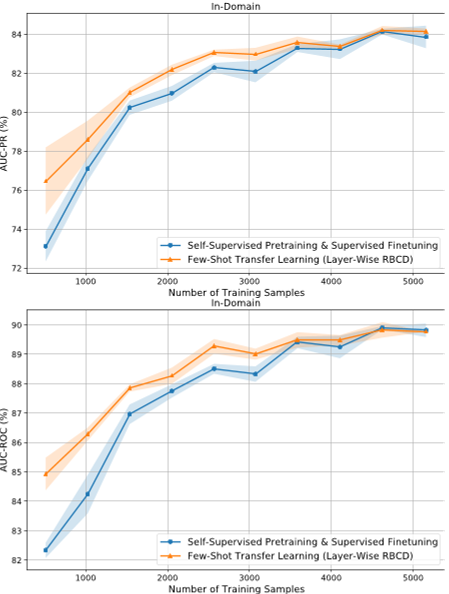 In-Domain
AUC-PR (%)
84
82
80
78
76
74
72
Self-Supervised Pretraining & Supervised Finetuning
Few-Shot Transfer Learning (Layer-Wise RBCD)
1000 2000 3000 4000 5000
Number of Training Samples
In-Domain
AUC-ROC (%)
90
89
88
87
86
85
84
83
82
Self-Supervised Pretraining & Supervised Finetuning
Few-Shot Transfer Learning (Layer-Wise RBCD)
1000 2000 3000 4000 5000
Number of Training Samples